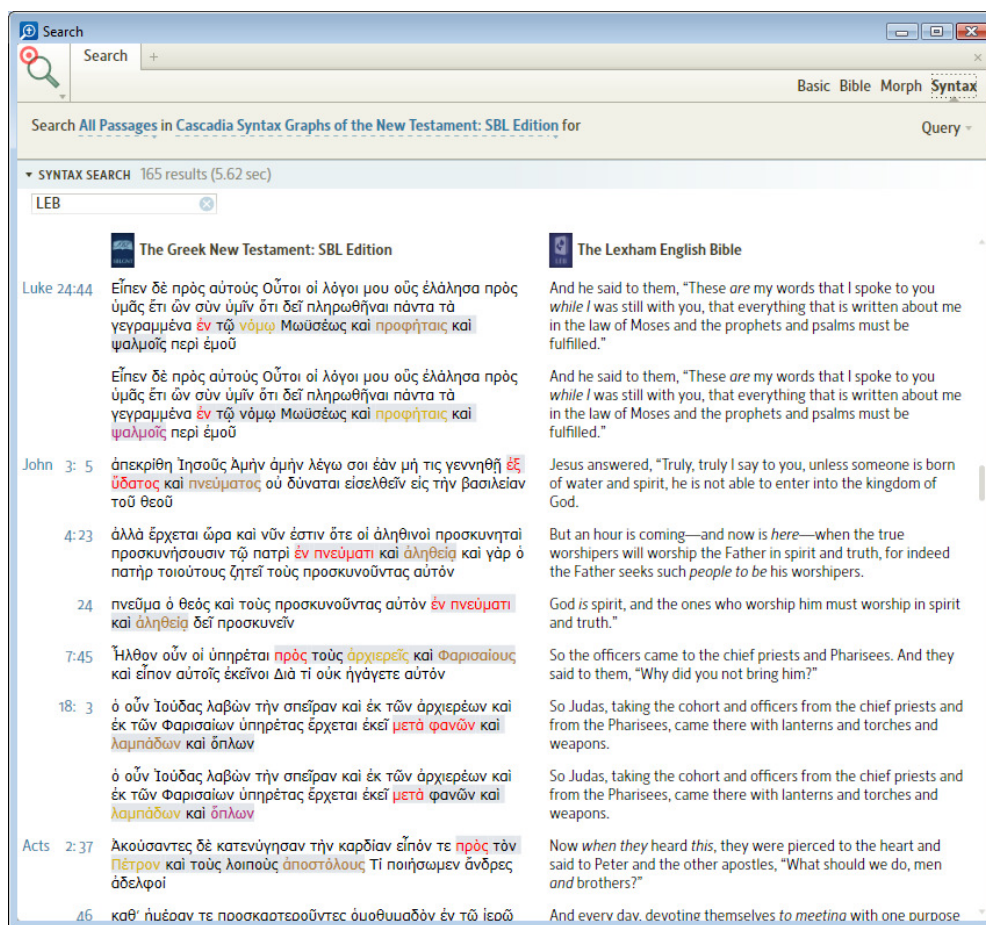 Search
Search +
Basic Bible Morph Syntax
Search All Passages in Cascadia Syntax Graphs of the New Testament: SBL Edition for
Query
SYNTAX SEARCH 165 results (5.62 sec)
LEB
The Greek New Testament: SBL Edition
The Lexham English Bible
Luke 24:44
Εἶπεν δὲ πρὸς αὐτούς Οὗτοι οἱ λόγοι μου οὓς ἐλάλησα πρὸς
ὑμᾶς ἔτι ὢν σὺν ὑμῖν ὅτι δεῖ πληρωθῆναι πάντα τὰ
γεγραμμένα ἐν τῷ νόμῳ Μωϋσέως καὶ προφήταις καὶ
ψαλμοῖς περὶ ἐμοῦ
And he said to them, “These are my words that I spoke to you
while I was still with you, that everything that is written about me
in the law of Moses and the prophets and psalms must be
fulfilled.”
Εἶπεν δὲ πρὸς αὐτούς Οὗτοι οἱ λόγοι μου οὓς ἐλάλησα πρὸς
ὑμᾶς ἔτι ὢν σὺν ὑμῖν ὅτι δεῖ πληρωθῆναι πάντα τὰ
γεγραμμένα ἐν τῷ νόμῳ Μωϋσέως καὶ προφήταις καὶ
ψαλμοῖς περὶ ἐμοῦ
And he said to them, “These are my words that I spoke to you
while I was still with you, that everything that is written about me
in the law of Moses and the prophets and psalms must be
fulfilled.”
John 3: 5
ἀπεκρίθη Ἰησοῦς Ἀμὴν ἀμὴν λέγω σοι ἐὰν μή τις γεννηθῇ ἐξ
ὕδατος καὶ πνεύματος οὐ δύναται εἰσελθεῖν εἰς τὴν βασιλείαν
τοῦ θεοῦ
Jesus answered, “Truly, truly I say to you, unless someone is born
of water and spirit, he is not able to enter into the kingdom of
God.
4:23
ἀλλὰ ἔρχεται ὥρα καὶ νῦν ἐστιν ὅτε οἱ ἀληθινοὶ προσκυνηταὶ
προσκυνήσουσιν τῷ πατρὶ ἐν πνεύματι καὶ ἀληθείᾳ καὶ γὰρ ὁ
πατὴρ τοιούτους ζητεῖ τοὺς προσκυνοῦντας αὐτόν
But an hour is coming—and now is here—when the true
worshipers will worship the Father in spirit and truth, for indeed
the Father seeks such people to be his worshipers.
24
πνεῦμα ὁ θεός καὶ τοὺς προσκυνοῦντας αὐτὸν ἐν πνεύματι
καὶ ἀληθείᾳ δεῖ προσκυνεῖν
God is spirit, and the ones who worship him must worship in spirit
and truth.”
7:45
Ἦλθον οὖν οἱ ὑπηρέται πρὸς τοὺς ἀρχιερεῖς καὶ Φαρισαίους
καὶ εἶπον αὐτοῖς ἐκεῖνοι Διὰ τί οὐκ ἠγάγετε αὐτόν
So the officers came to the chief priests and Pharisees. And they
said to them, “Why did you not bring him?”
18: 3
ὁ οὖν Ἰούδας λαβὼν τὴν σπεῖραν καὶ ἐκ τῶν ἀρχιερέων καὶ
ἐκ τῶν Φαρισαίων ὑπηρέτας ἔρχεται ἐκεῖ μετὰ φανῶν καὶ
λαμπάδων καὶ ὅπλων
So Judas, taking the cohort and officers from the chief priests and
from the Pharisees, came there with lanterns and torches and
weapons.
ὁ οὖν Ἰούδας λαβὼν τὴν σπεῖραν καὶ ἐκ τῶν ἀρχιερέων καὶ
ἐκ τῶν Φαρισαίων ὑπηρέτας ἔρχεται ἐκεῖ μετὰ φανῶν καὶ
λαμπάδων καὶ ὅπλων
So Judas, taking the cohort and officers from the chief priests and
from the Pharisees, came there with lanterns and torches and
weapons.
Acts 2:37
Ἀκούσαντες δὲ κατενύγησαν τὴν καρδίαν εἶπόν τε πρὸς τὸν
Πέτρον καὶ τοὺς λοιποὺς ἀποστόλους Τί ποιήσωμεν ἄνδρες
ἀδελφοί
Now when they heard this, they were pierced to the heart and
said to Peter and the other apostles, “What should we do, men
and brothers?”
46
καθ’ ἡμέραν τε προσκαρτεροῦντες ὁμοθυμαδὸν ἐν τῷ ἱερῷ
And every day, devoting themselves to meeting with one purpose